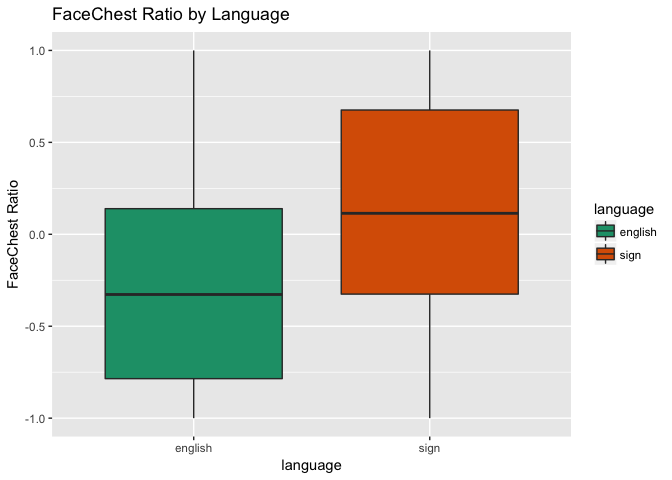 FaceChest Ratio by Language
FaceChest Ratio
1.0
0.5
0.0
-0.5
-1.0
english
sign
language
language
english
sign